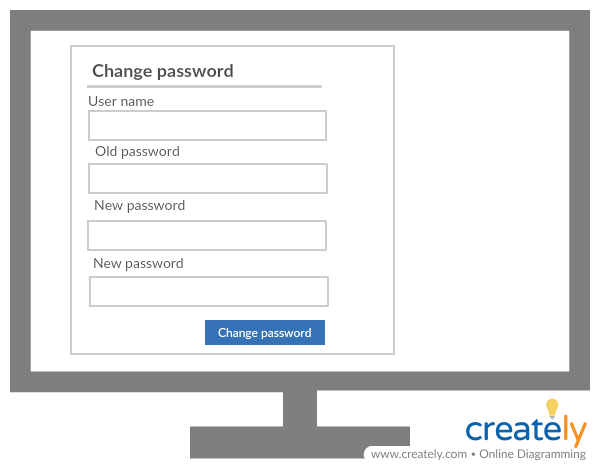 Change password
User name
Old password
New password
New password
Change password
creately
www.creately.com • Online Diagramming